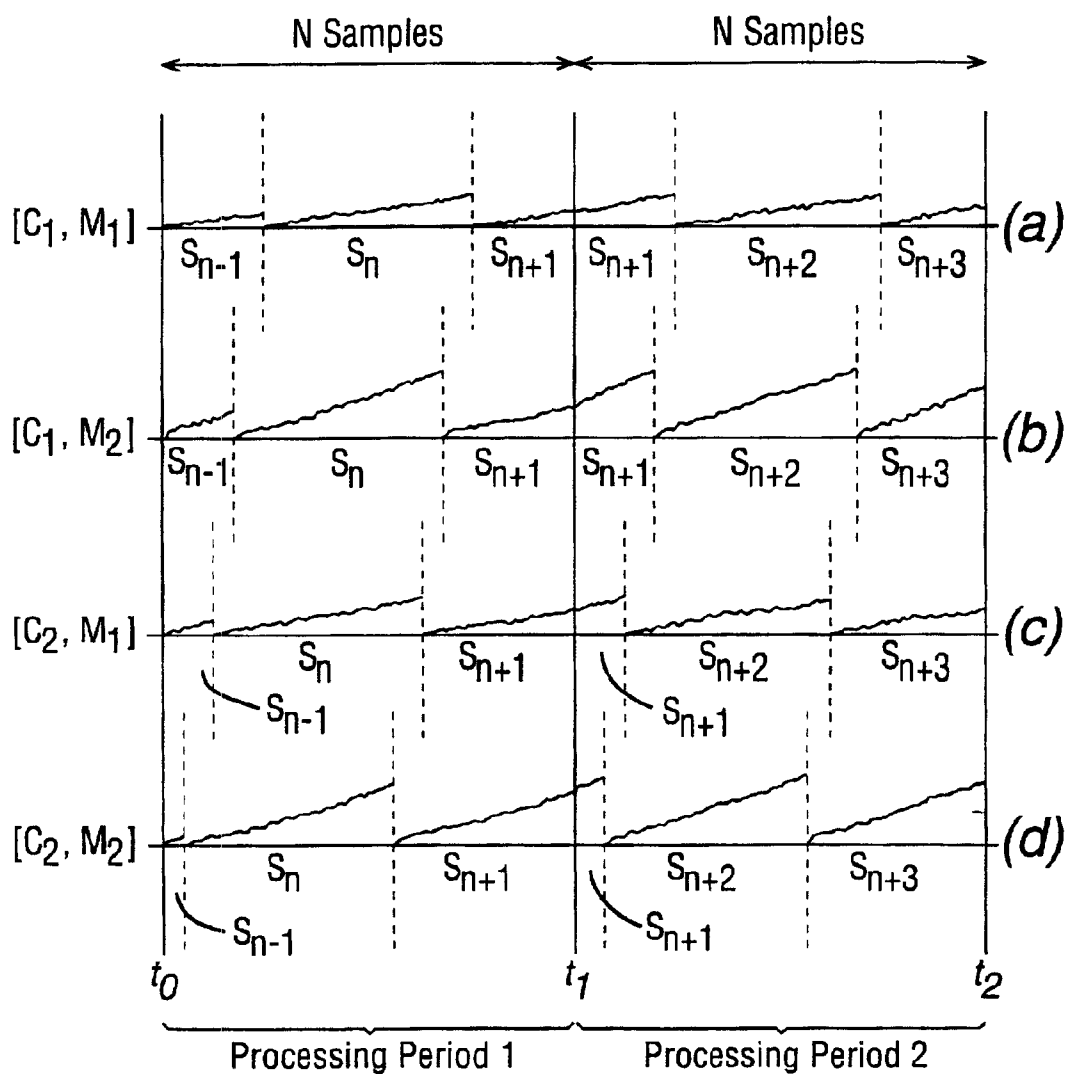 N Samples N Samples
[C1, M1] (a)
Sn-1 Sn Sn+1 Sn+1 Sn+2 Sn+3
[C1, M2] (b)
Sn-1 Sn Sn+1 Sn+1 Sn+2 Sn+3
[C2, M1] (c)
Sn Sn+1 Sn+2 Sn+3
Sn-1 Sn+1
[C2, M2] (d)
Sn Sn+1 Sn+2 Sn+3
Sn-1 Sn+1
t0 t1 t2
Processing Period 1 Processing Period 2